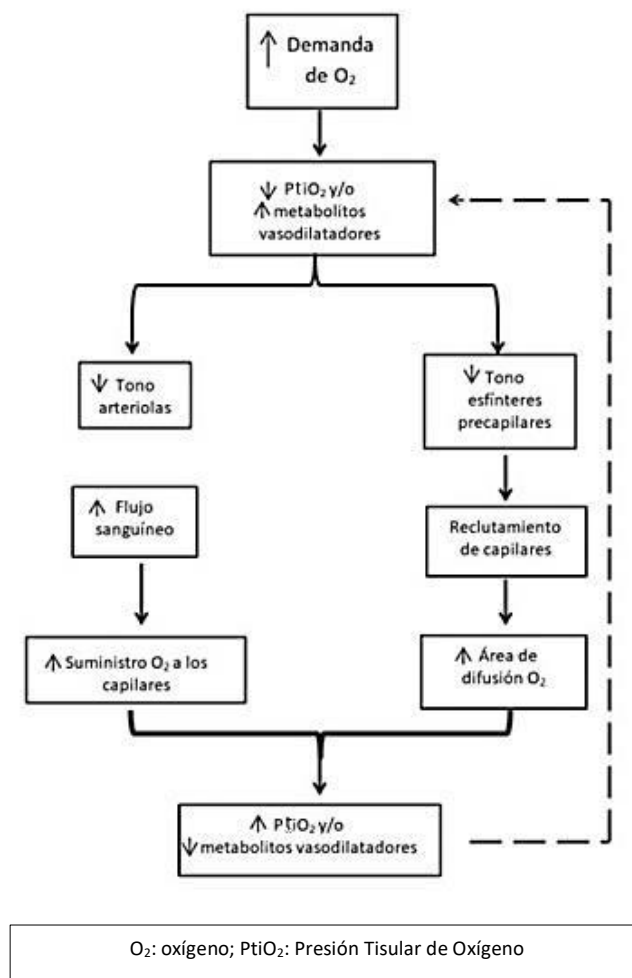 ↑ Demanda
de O₂
↓ PtiO₂ y/o
↑ metabolitos
vasodilatadores
↓ Tono
arteriolas
↓ Tono
esfínteres
precapilares
↑ Flujo
sanguíneo
Reclutamiento
de capilares
↑ Suministro O₂ a los
capilares
↑ Área de
difusión O₂
↑ PtiO₂ y/o
↓ metabolitos vasodilatadores
O₂: oxígeno; PtiO₂: Presión Tisular de Oxígeno